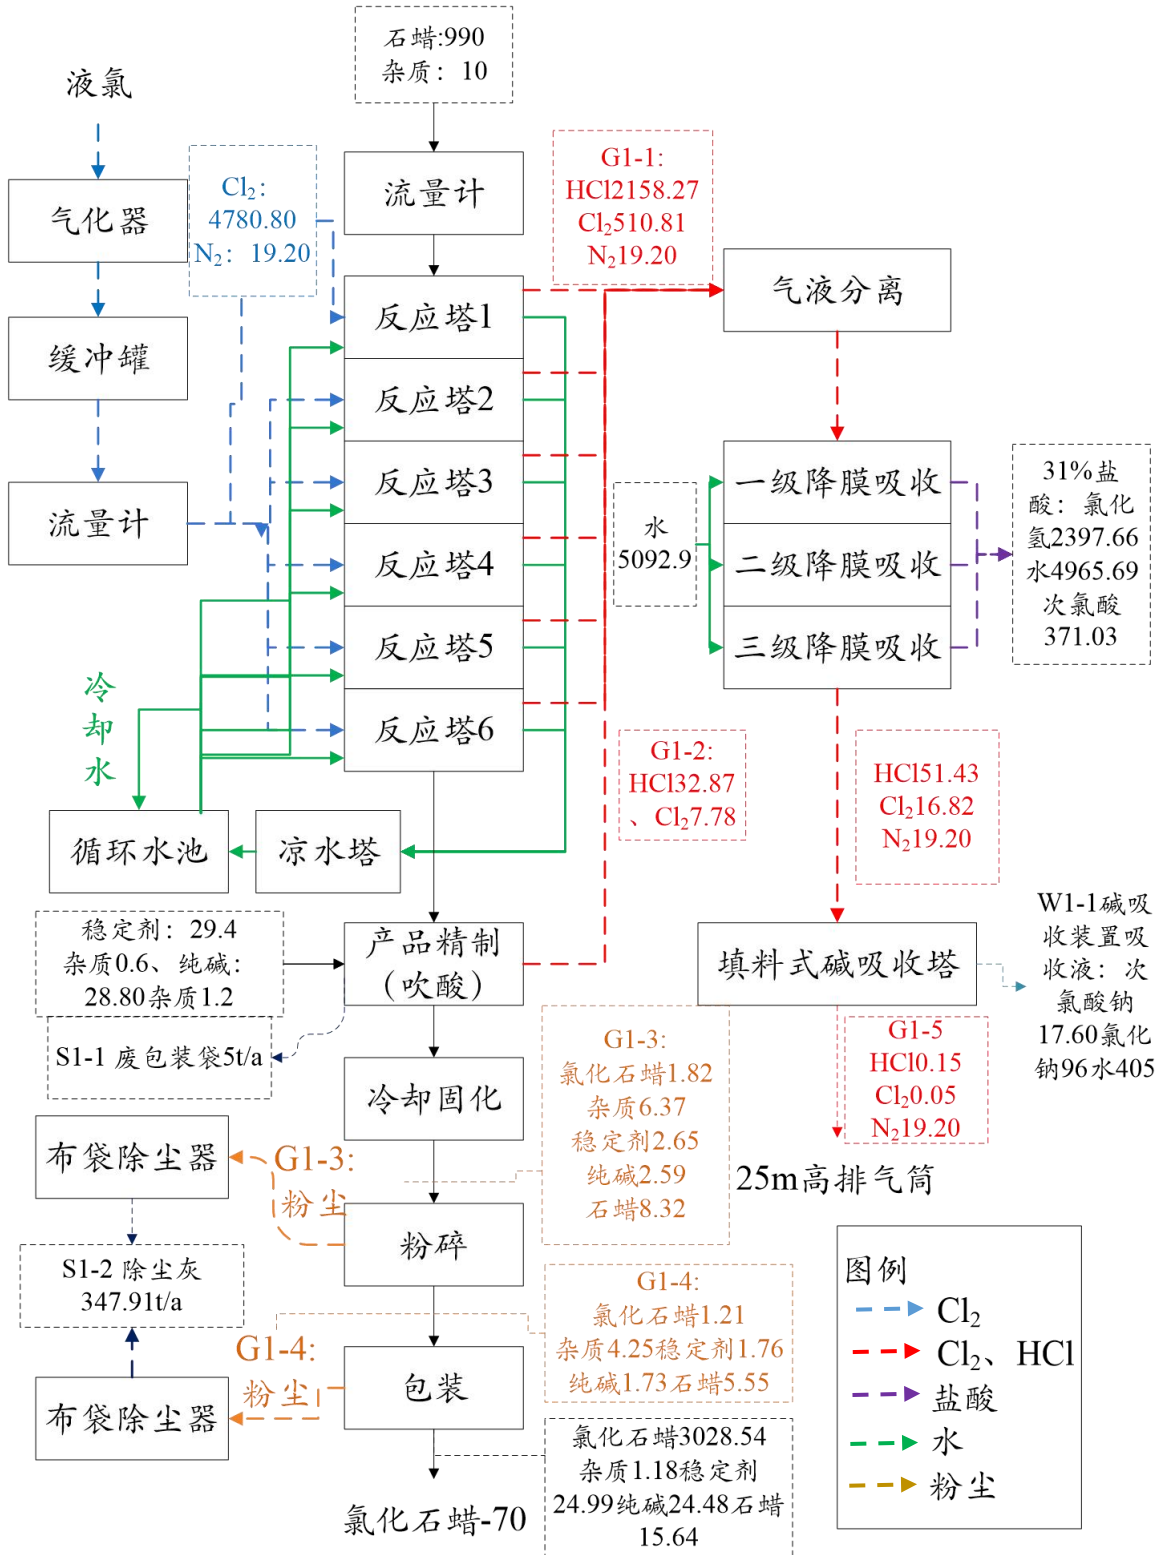 石蜡:990
杂质：10
液氯
气化器
缓冲罐
流量计
Cl₂:
4780.80
N₂：19.20
流量计
G1-1:
HCl2158.27
Cl₂510.81
N₂19.20
反应塔1
反应塔2
反应塔3
反应塔4
反应塔5
反应塔6
气液分离
水
5092.9
一级降膜吸收
二级降膜吸收
三级降膜吸收
31%盐
酸：氯化
氢2397.66
水4965.69
次氯酸
371.03
冷
却
水
循环水池
凉水塔
G1-2:
HCl32.87
、Cl₂7.78
HCl51.43
Cl₂16.82
N₂19.20
稳定剂：29.4
杂质0.6、纯碱：
28.80杂质1.2
产品精制
（吹酸）
填料式碱吸收塔
W1-1碱吸
收装置吸
收液：次
氯酸钠
17.60氯化
钠96水405
S1-1 废包装袋5t/a
冷却固化
G1-3:
氯化石蜡1.82
杂质6.37
稳定剂2.65
纯碱2.59
石蜡8.32
G1-5
HCl0.15
Cl₂0.05
N₂19.20
25m高排气筒
布袋除尘器
G1-3:
粉尘
粉碎
S1-2 除尘灰
347.91t/a
G1-4:
氯化石蜡1.21
杂质4.25稳定剂1.76
纯碱1.73石蜡5.55
G1-4:
粉尘
布袋除尘器
包装
氯化石蜡3028.54
杂质1.18稳定剂
24.99纯碱24.48石蜡
15.64
氯化石蜡-70
图例
Cl₂
Cl₂、HCl
盐酸
水
粉尘